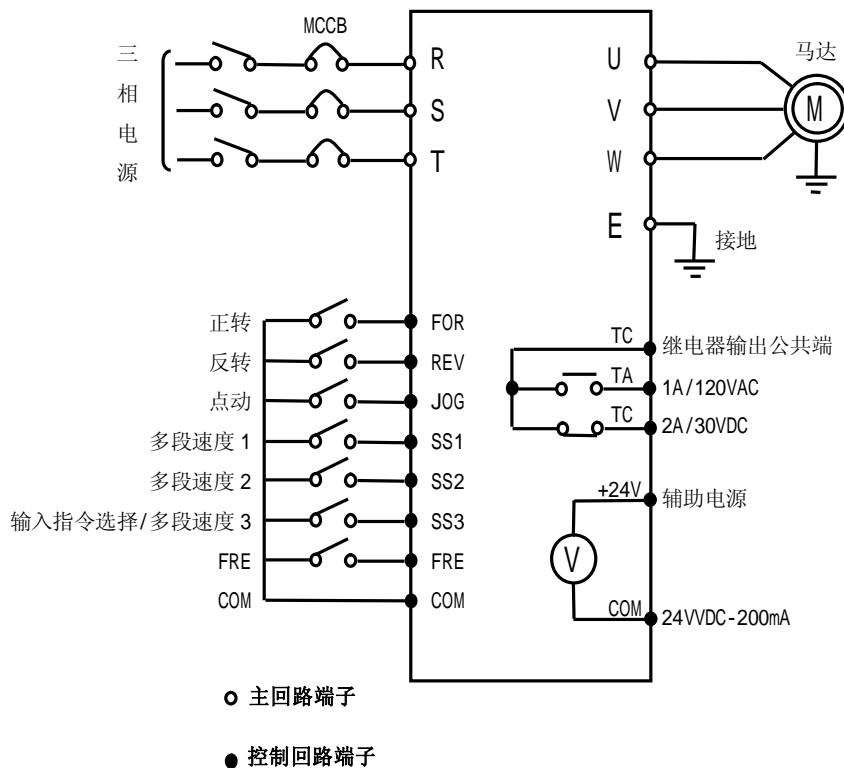 MCCB
三相电源
R
S
T
U
V
W
E
马达
M
接地
正转
FOR
反转
REV
点动
JOG
多段速度 1
SS1
多段速度 2
SS2
输入指令选择/多段速度 3
SS3
FRE
FRE
COM
COM
TC
继电器输出公共端
TA
1A/120VAC
TC
2A/30VDC
+24V
辅助电源
V
COM
24VVDC-200mA
主回路端子
控制回路端子